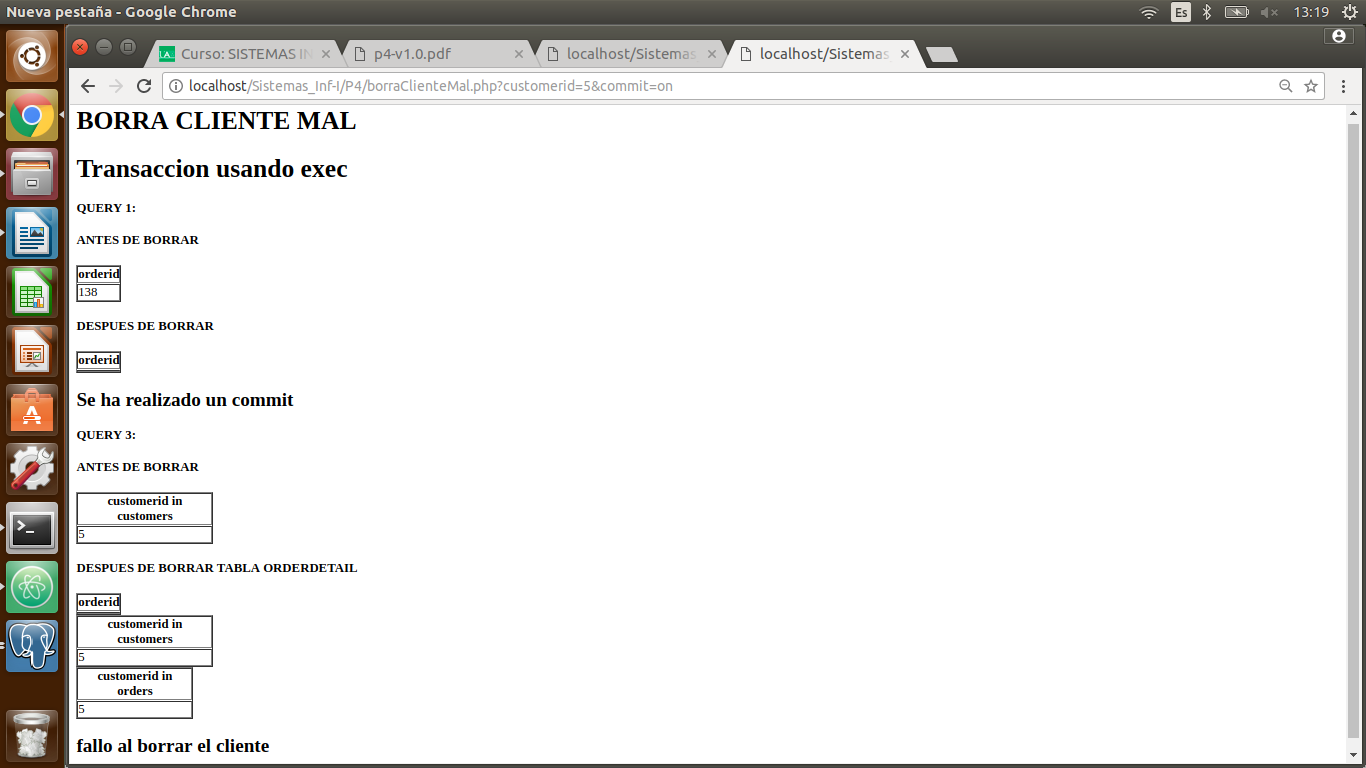 Nueva pestaña - Google Chrome
Es
13:19
Curso: SISTEMAS IN
p4-v1.0.pdf
localhost/Sistemas
localhost/Sistemas
localhost/Sistemas_Inf-I/P4/borraClienteMal.php?customerid=5&commit=on
BORRA CLIENTE MAL
Transaccion usando exec
QUERY 1:
ANTES DE BORRAR
orderid
138
DESPUES DE BORRAR
orderid
Se ha realizado un commit
QUERY 3:
ANTES DE BORRAR
customerid in
customers
5
DESPUES DE BORRAR TABLA ORDERDETAIL
orderid
customerid in
customers
5
customerid in
orders
5
fallo al borrar el cliente